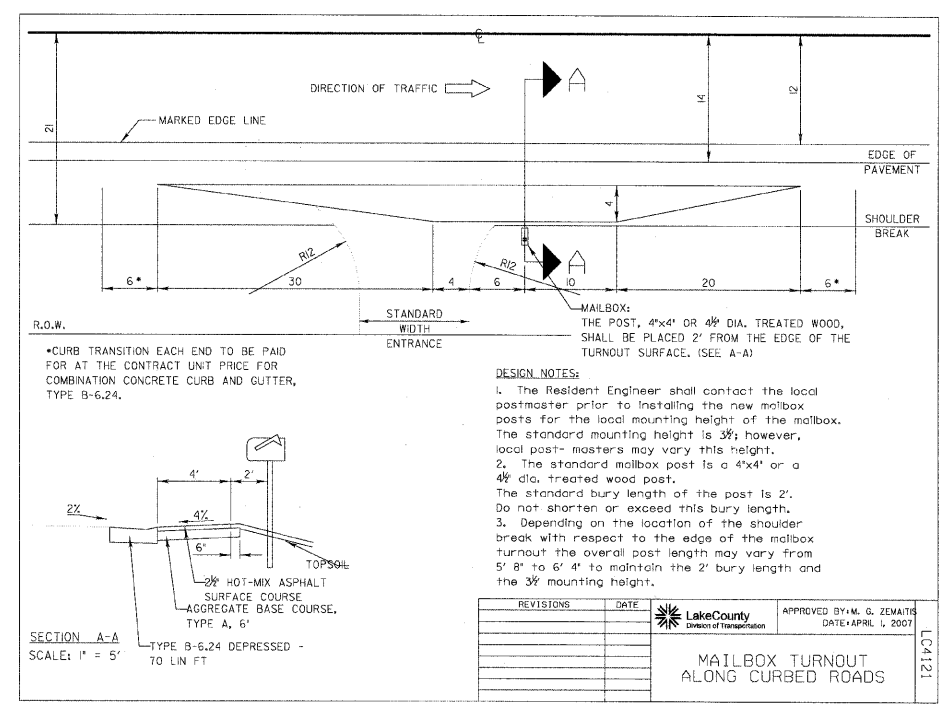 ℄
DIRECTION OF TRAFFIC
A
14
12
21
MARKED EDGE LINE
EDGE OF
PAVEMENT
4
SHOULDER
BREAK
R12
R12
A
6*
30
4
6
10
20
6*
STANDARD
WIDTH
ENTRANCE
R.O.W.
MAILBOX:
THE POST, 4"x4" OR 4½" DIA. TREATED WOOD,
SHALL BE PLACED 2' FROM THE EDGE OF THE
TURNOUT SURFACE. (SEE A-A)
*CURB TRANSITION EACH END TO BE PAID
FOR AT THE CONTRACT UNIT PRICE FOR
COMBINATION CONCRETE CURB AND GUTTER,
TYPE B-6.24.
DESIGN NOTES:
1. The Resident Engineer shall contact the local
postmaster prior to installing the new mailbox
posts for the local mounting height of the mailbox.
The standard mounting height is 3½'; however,
local post- masters may vary this height.
2. The standard mailbox post is a 4"x4" or a
4½" dia. treated wood post.
The standard bury length of the post is 2'.
Do not shorten or exceed this bury length.
3. Depending on the location of the shoulder
break with respect to the edge of the mailbox
turnout the overall post length may vary from
5' 8" to 6' 4" to maintain the 2' bury length and
the 3½' mounting height.
4'
2'
2%
4%
6"
TOPSOIL
2½" HOT-MIX ASPHALT
SURFACE COURSE
AGGREGATE BASE COURSE,
TYPE A, 6"
TYPE B-6.24 DEPRESSED -
70 LIN FT
SECTION A-A
SCALE: 1" = 5'
REVISIONS
DATE
LakeCounty
Division of Transportation
APPROVED BY: M. G. ZEMAITIS
DATE: APRIL 1, 2007
MAILBOX TURNOUT
ALONG CURBED ROADS
LC4121